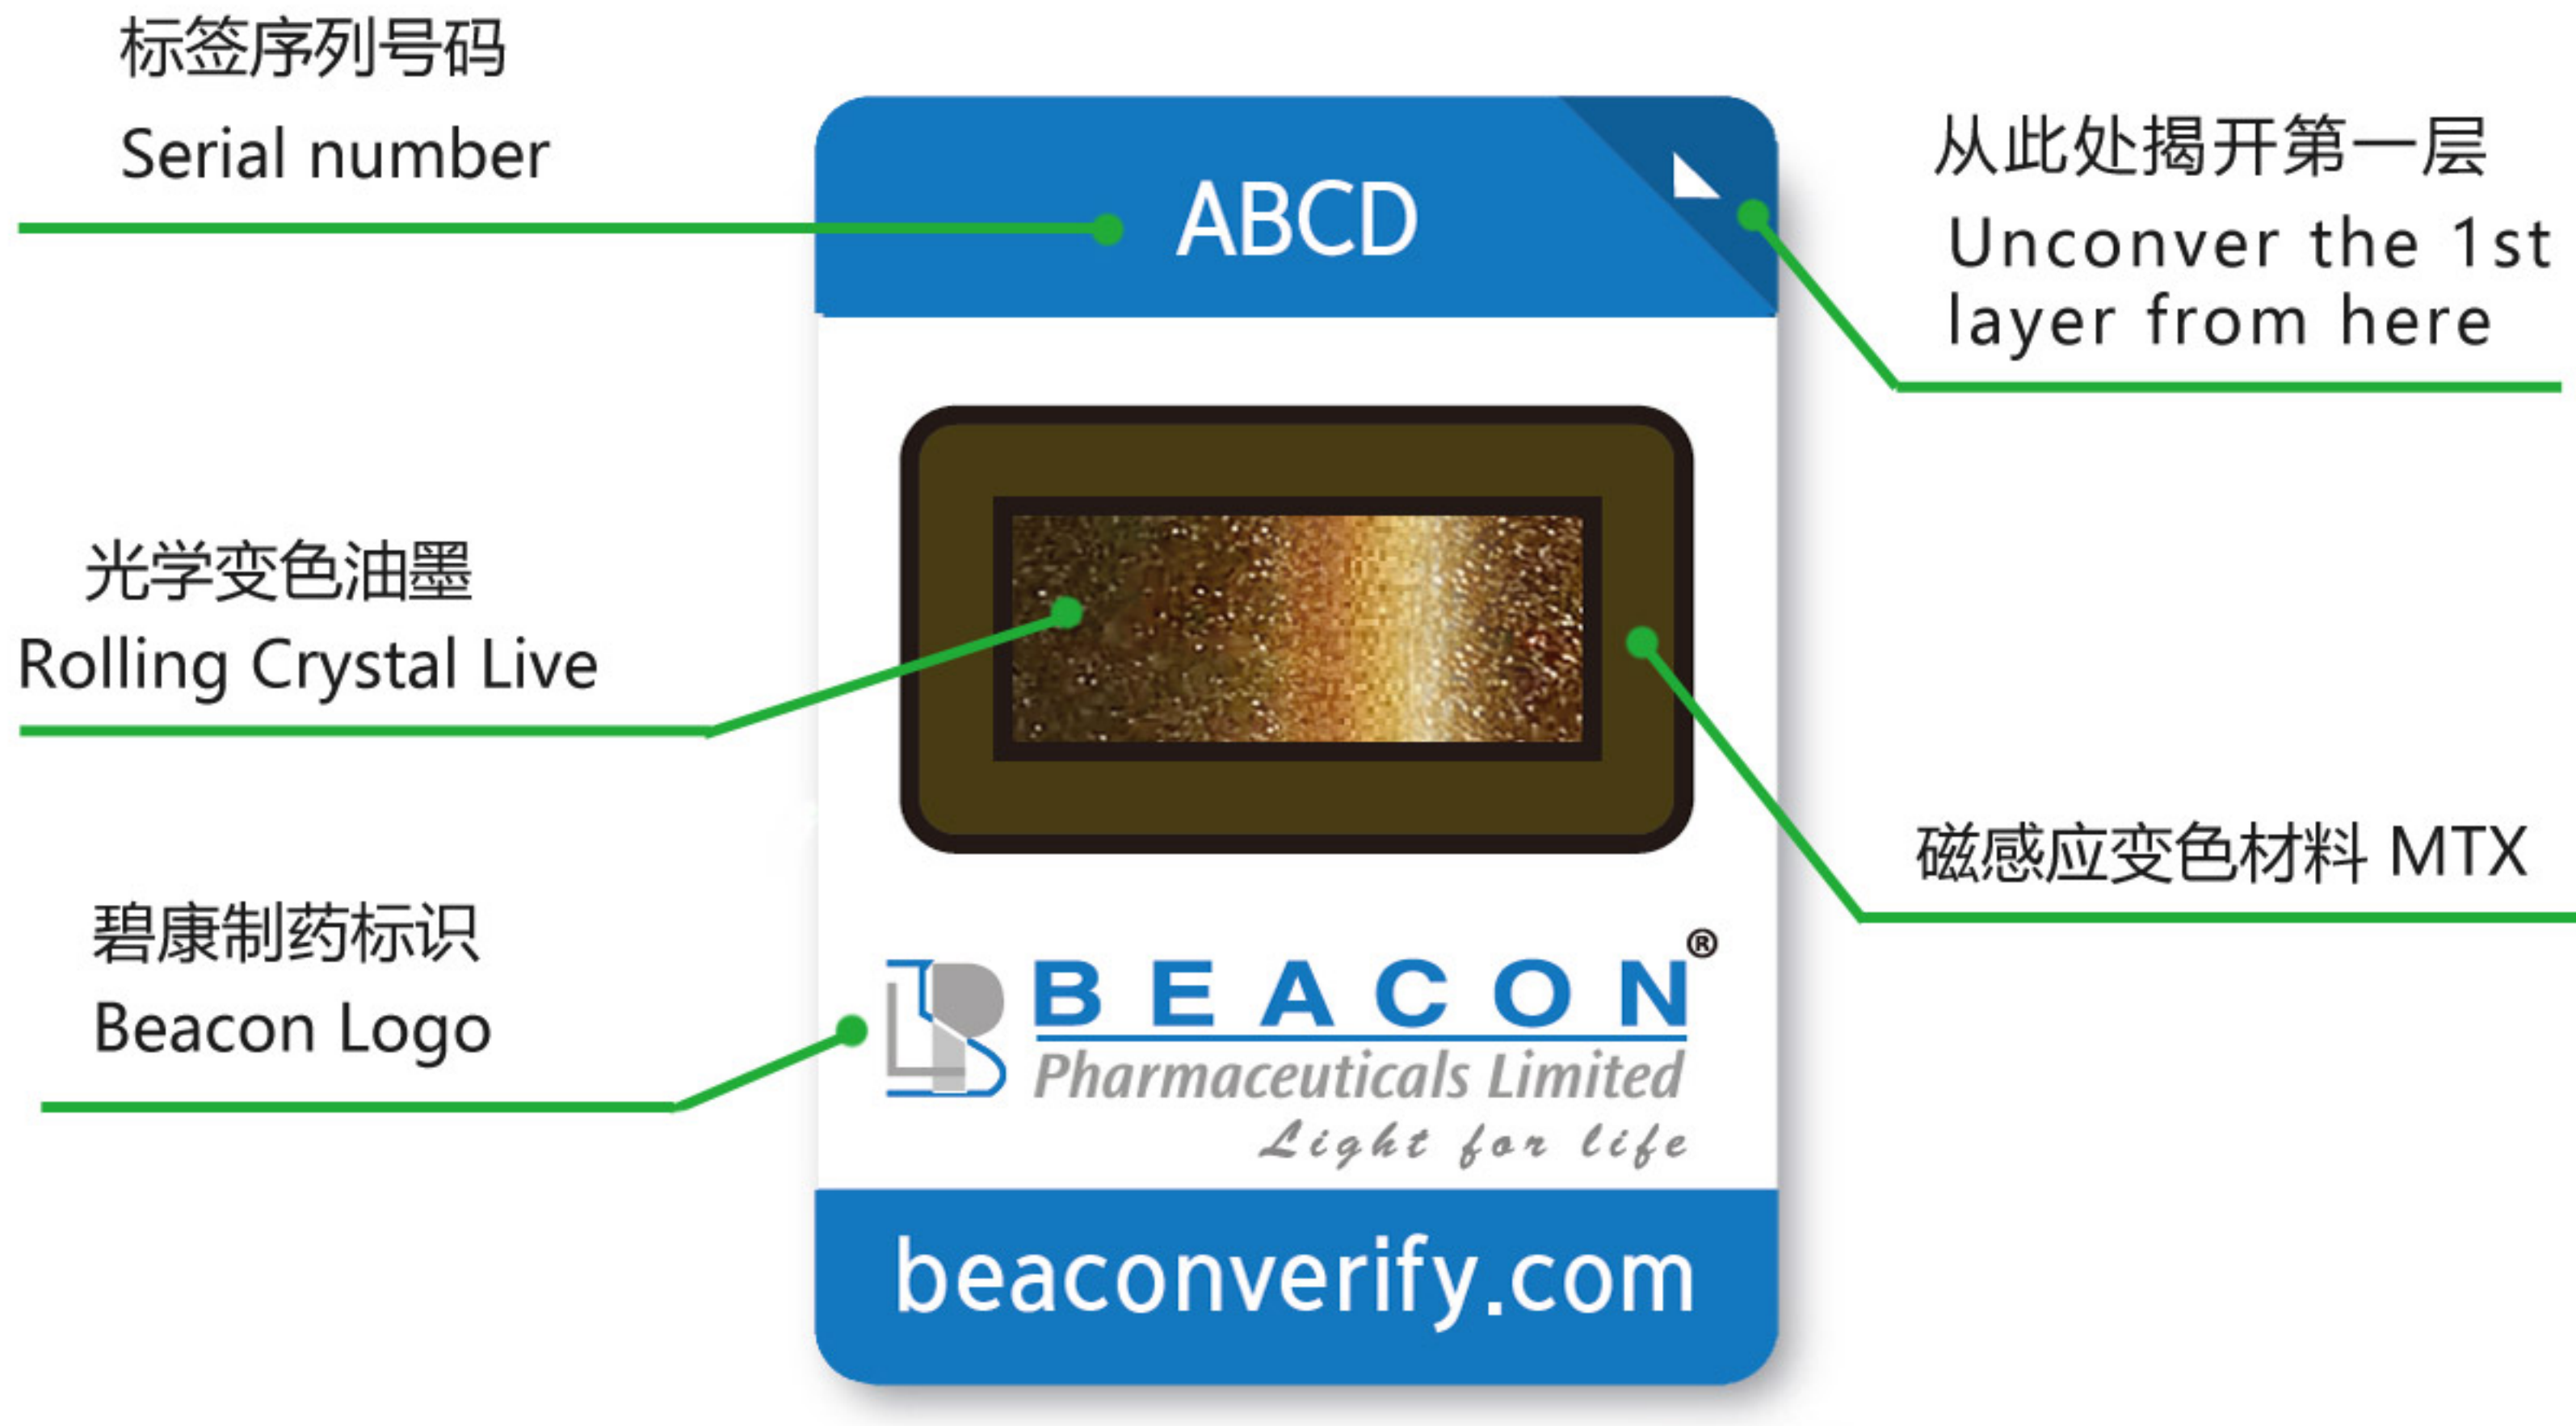 标签序列号码
Serial number
ABCD
从此处揭开第一层
Unconver the 1st
layer from here
光学变色油墨
Rolling Crystal Live
磁感应变色材料 MTX
碧康制药标识
Beacon Logo
BEACON®
Pharmaceuticals Limited
Light for life
beaconverify.com